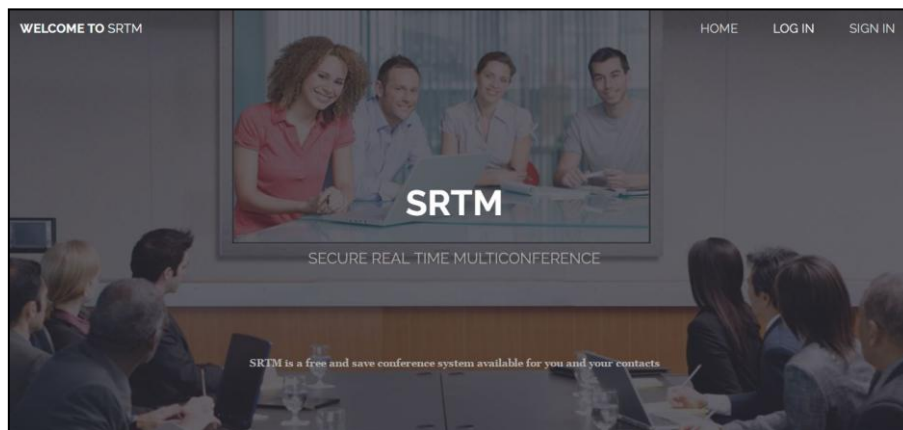 WELCOME TO SRTM HOME LOG IN SIGN IN
SRTM
SECURE REAL TIME MULTICONFERENCE
SRTM is a free and save conference system available for you and your contacts